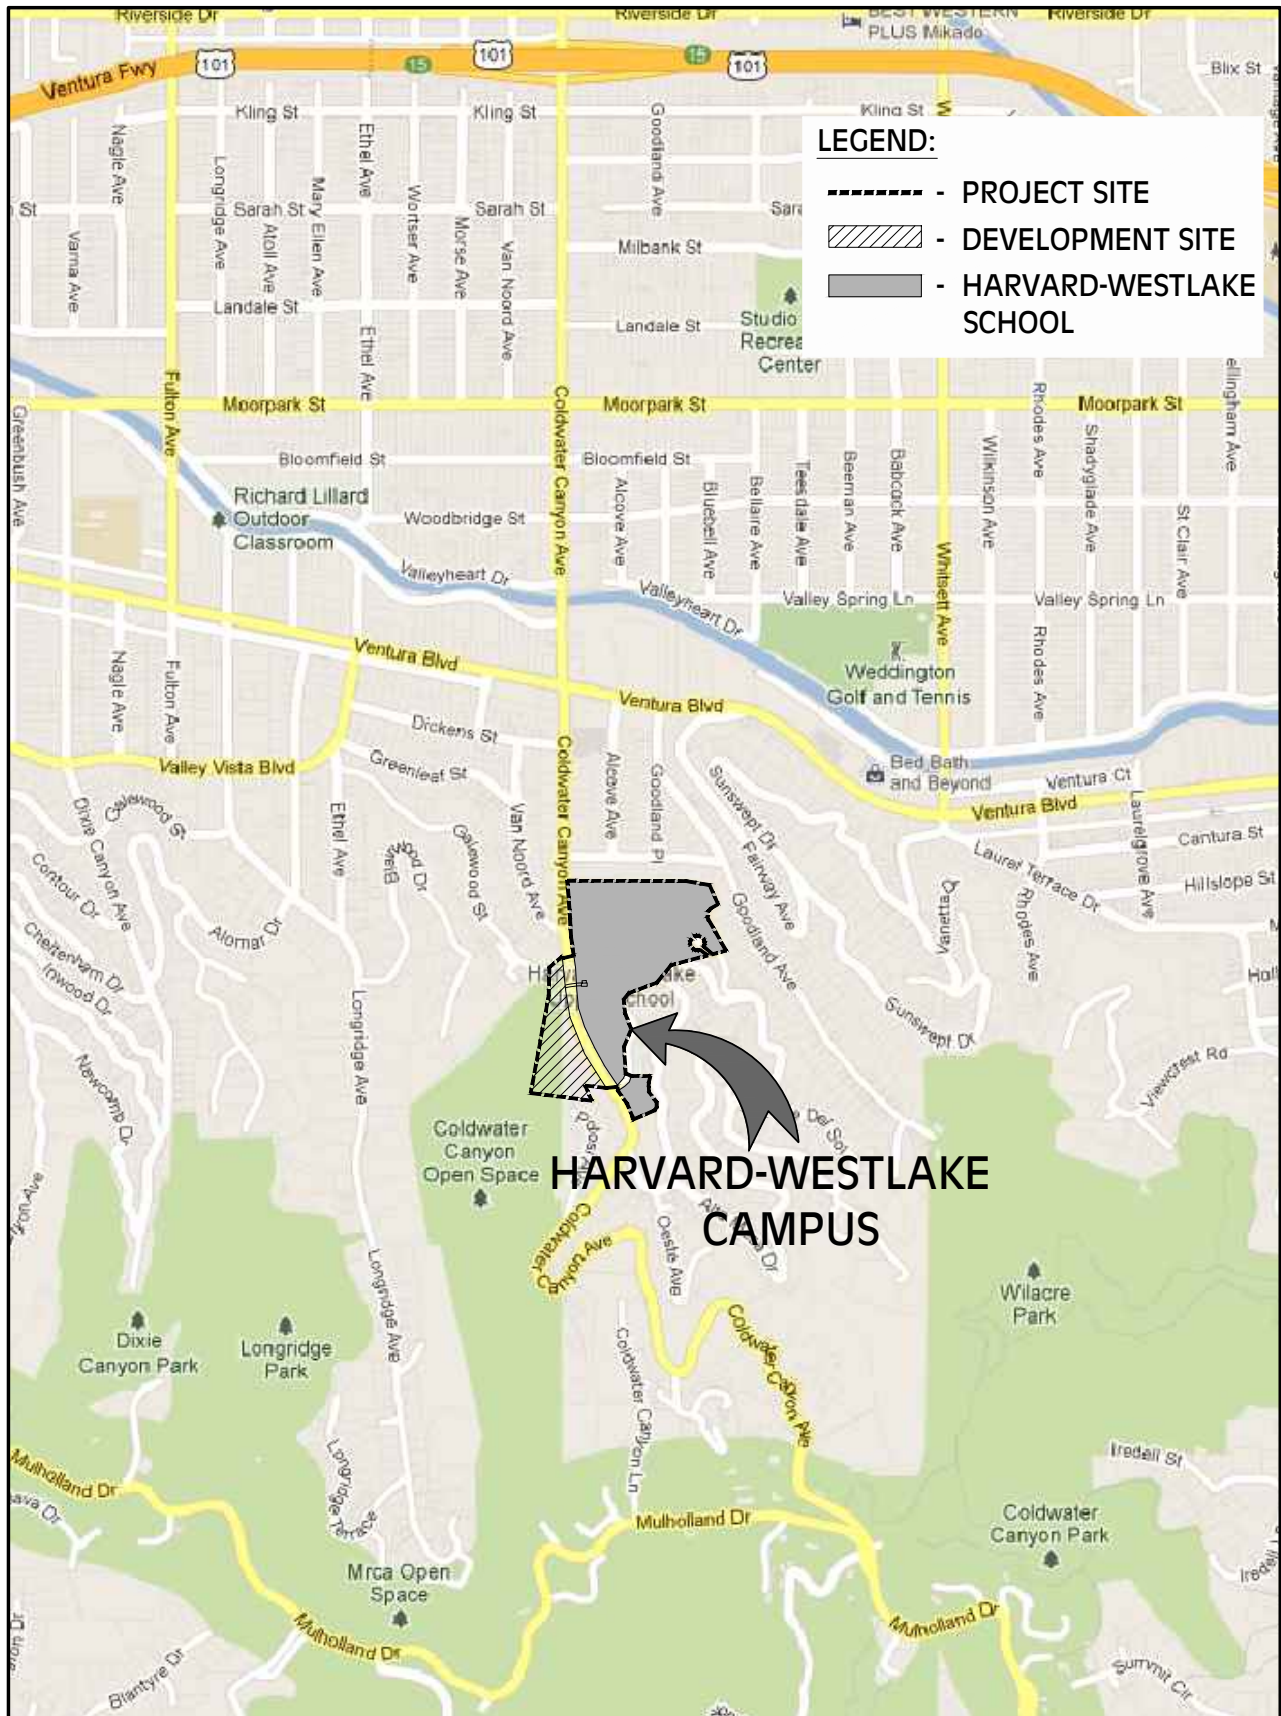 Riverside Dr
Riverside Dr
BEST WESTERN
PLUS Mikado
Riverside Dr
Ventura Fwy
101
15
101
15
101
Blix St
Kling St
Kling St
Kling St
Nagle Ave
Longridge Ave
Ethel Ave
Mary Ellen Ave
Atoll Ave
Wortser Ave
Morse Ave
Van Noord Ave
Goodland Ave
LEGEND:
- PROJECT SITE
- DEVELOPMENT SITE
- HARVARD-WESTLAKE
SCHOOL
St
Sarah St
Sarah St
Varna Ave
Milbank St
Landale St
Landale St
Studio
Center
Ethel Ave
Fulton Ave
Moorpark St
Moorpark St
Moorpark St
Coldwater Canyon Ave
Greenbush Ave
Bloomfield St
Bloomfield St
Richard Lillard
Outdoor
Classroom
Woodbridge St
Alcove Ave
Bluebell Ave
Bellaire Ave
Teesdale Ave
Beeman Ave
Babcock Ave
Wilkinson Ave
Rhodes Ave
Shadyglade Ave
St Clair Ave
ellingham Ave
Whitsett Ave
Valleyheart Dr
Valleyheart Dr
Valley Spring Ln
Valley Spring Ln
Ventura Blvd
Ventura Blvd
Weddington
Golf and Tennis
Rhodes Ave
Nagle Ave
Fulton Ave
Dickens St
Valley Vista Blvd
Greenleaf St
Coldwater Canyon Ave
Alcove Ave
Goodland Pl
Sunswept Dr
Fairway Ave
Bed Bath
and Beyond
Ventura Ct
Ventura Blvd
Laurelgrove Ave
Cantura St
Laurel Terrace Dr
Hillslope St
Dixie Canyon Ave
Galewood St
Ethel Ave
Galewood St
Van Noord Ave
Contour Dr
Alomar Dr
Cheltenham Dr
Goodland Ave
Rhodes Ave
Longridge Ave
Newcomb Dr
Sunswept Dr
Viewcrest Rd
Coldwater
Canyon
Open Space
Del Sol
HARVARD-WESTLAKE
CAMPUS
Coldwater Canyon Ave
Oeste Ave
Longridge Ave
Dixie
Canyon Park
Longridge
Park
Wilacre
Park
Coldwater Canyon Ave
Coldwater Canyon Ln
Longridge Terrace
Iredell St
Mulholland Dr
Mulholland Dr
Coldwater
Canyon Park
Mrca Open
Space
Mulholland Dr
Mulholland Dr
Blantyre Dr
Summit Cir